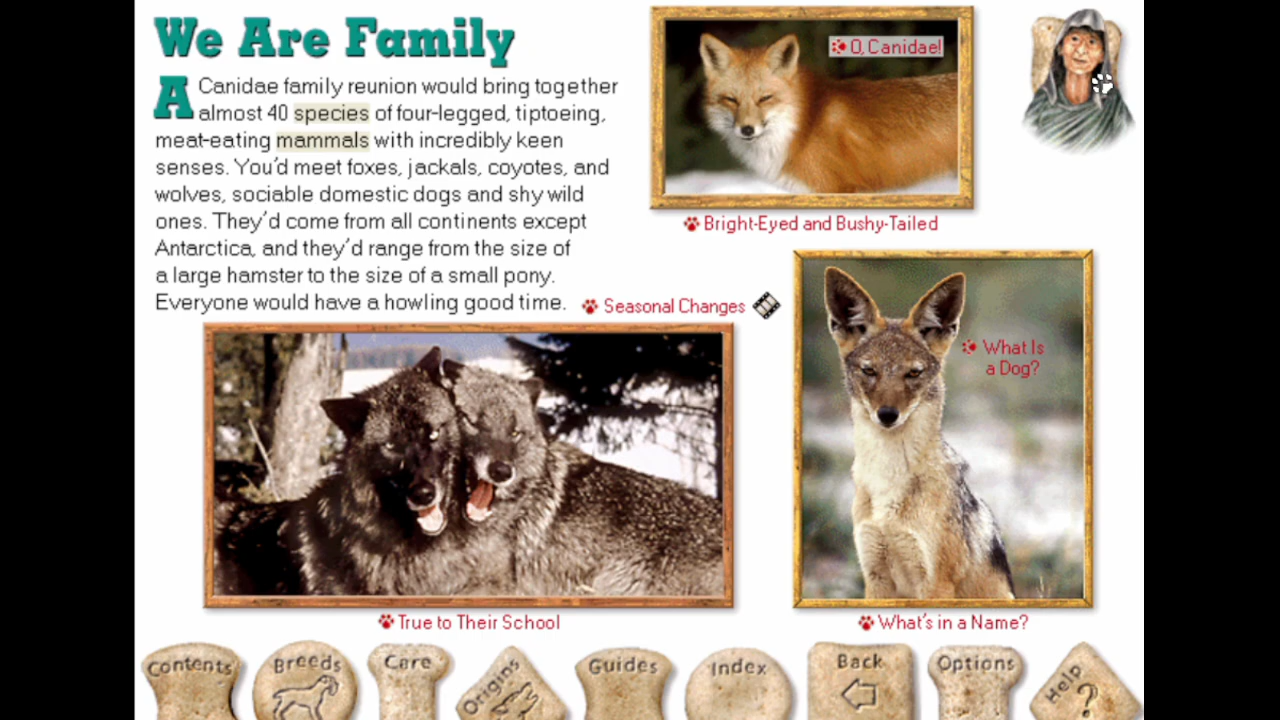 We Are Family
A Canidae family reunion would bring together
almost 40 species of four-legged, tiptoeing,
meat-eating mammals with incredibly keen
senses. You'd meet foxes, jackals, coyotes, and
wolves, sociable domestic dogs and shy wild
ones. They'd come from all continents except
Antarctica, and they'd range from the size of
a large hamster to the size of a small pony.
Everyone would have a howling good time.
O, Canidae!
Bright-Eyed and Bushy-Tailed
Seasonal Changes
What Is
a Dog?
True to Their School
What's in a Name?
Contents
Breeds
Care
Origins
Guides
Index
Back
Options
Help
?